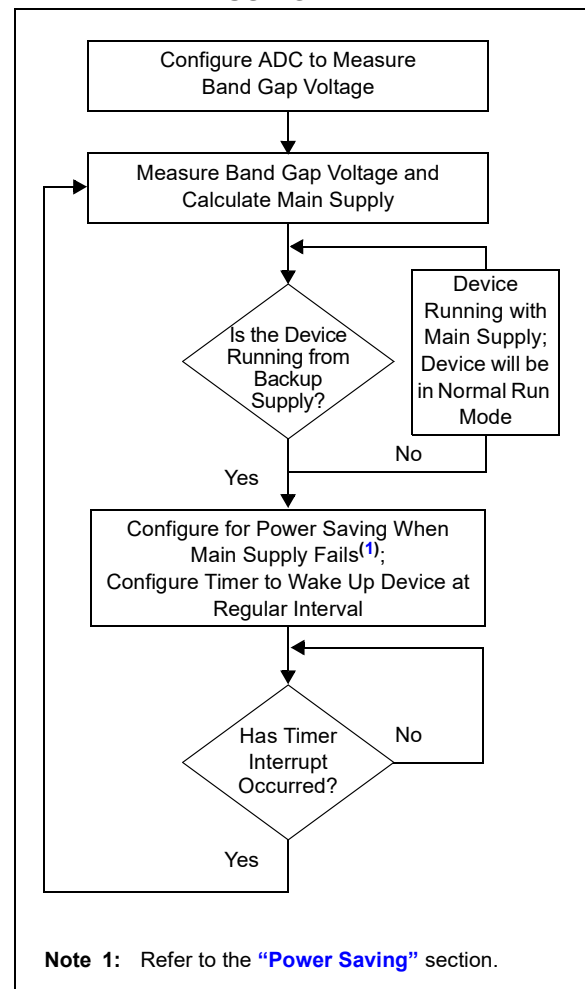 Configure ADC to Measure
Band Gap Voltage
Measure Band Gap Voltage and
Calculate Main Supply
Is the Device
Running from
Backup
Supply?
Device
Running with
Main Supply;
Device will be
in Normal Run
Mode
No
Yes
Configure for Power Saving When
Main Supply Fails(1);
Configure Timer to Wake Up Device at
Regular Interval
Has Timer
Interrupt
Occurred?
No
Yes
Note 1: Refer to the “Power Saving” section.